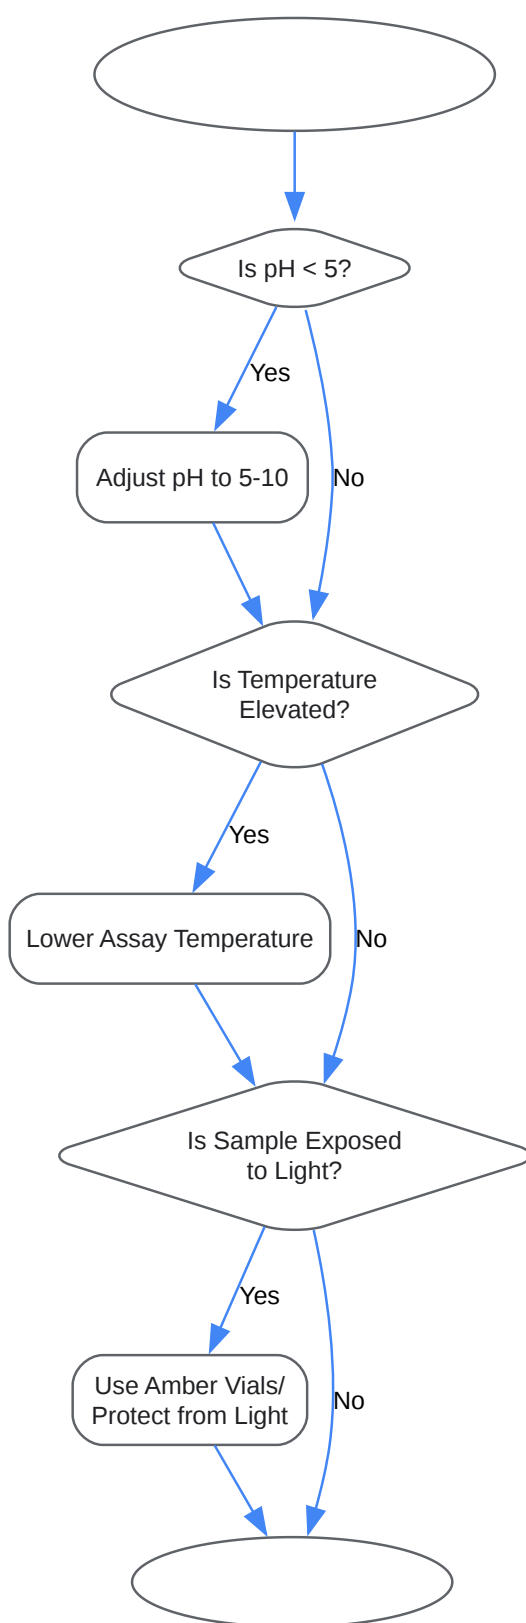 Is pH < 5?
Yes
Adjust pH to 5-10
No
Is Temperature
Elevated?
Yes
Lower Assay Temperature
No
Is Sample Exposed
to Light?
Yes
Use Amber Vials/
Protect from Light
No